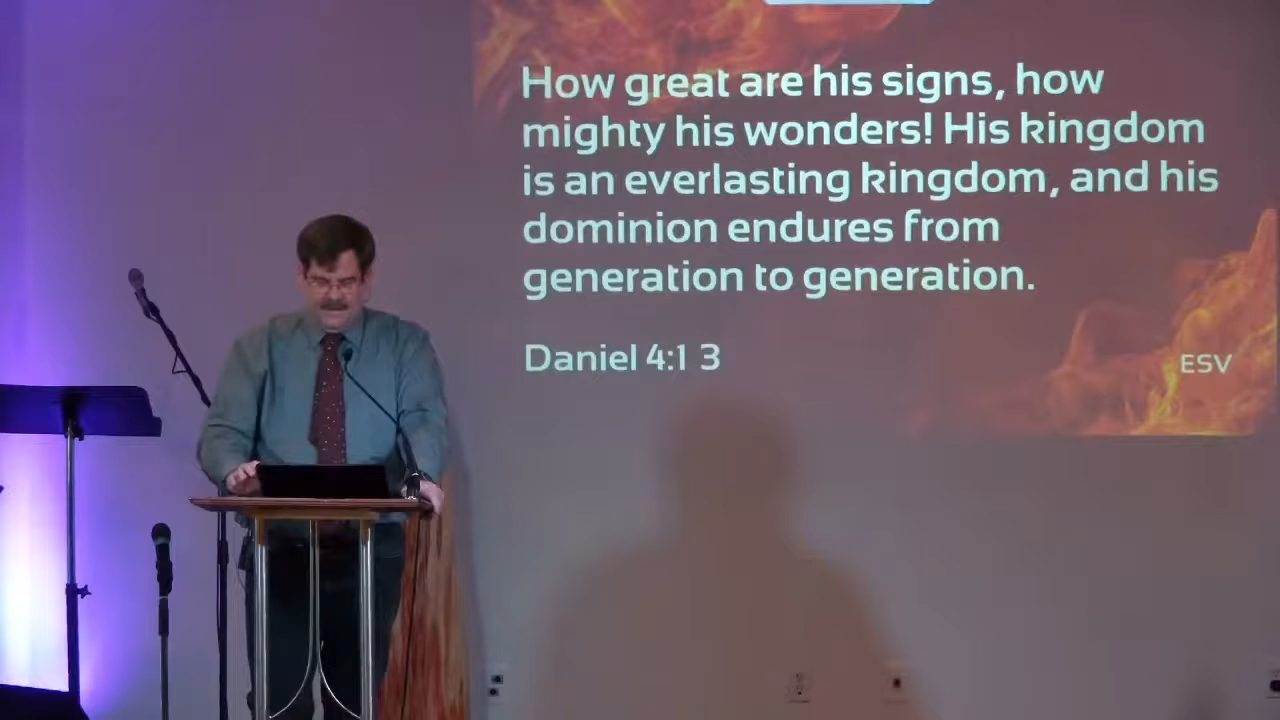 How great are his signs, how
mighty his wonders! His kingdom
is an everlasting kingdom, and his
dominion endures from
generation to generation.
Daniel 4:1 3
ESV